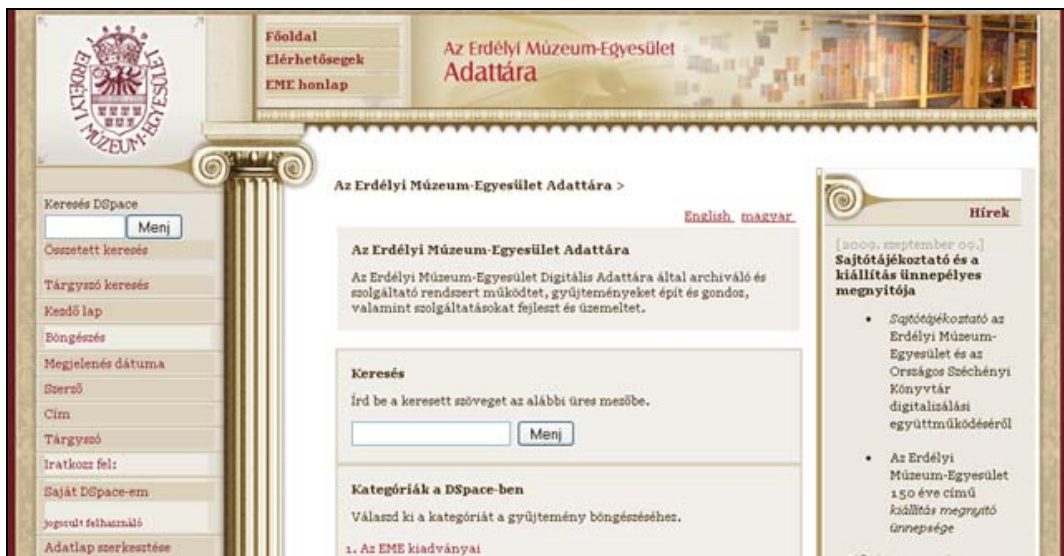 ERDÉLYI MÚZEUM-EGYESÜLET
Főoldal
Elérhetősegek
EME honlap
Az Erdélyi Múzeum-Egyesület
Adattára
Keresés DSpace
Menj
Összetett keresés
Tárgyszó keresés
Kezdő lap
Böngészés
Megjelenés dátuma
Szerző
Cím
Tárgyszó
Iratkozz fel:
Saját DSpace-em
jogosult felhasználó
Adatlap szerkesztése
Az Erdélyi Múzeum-Egyesület Adattára >
English magyar
Az Erdélyi Múzeum-Egyesület Adattára
Az Erdélyi Múzeum-Egyesület Digitális Adattára által archiváló és
szolgáltató rendszert működtet, gyűjteményeket épít és gondoz,
valamint szolgáltatásokat fejleszt és üzemeltet.
Keresés
Írd be a keresett szöveget az alábbi üres mezőbe.
Menj
Kategóriák a DSpace-ben
Válaszd ki a kategóriát a gyűjtemény böngészéséhez.
1. Az EME kiadványai
Hírek
[2009. szeptember 09.]
Sajtótájékoztató és a
kiállítás ünnepélyes
megnyitója
• Sajtótájékoztató az
Erdélyi Múzeum-
Egyesület és az
Országos Széchényi
Könyvtár
digitalizálási
együttműködéséről
• Az Erdélyi
Múzeum-Egyesület
150 éve című
kiállítás megnyitó
ünnepsége